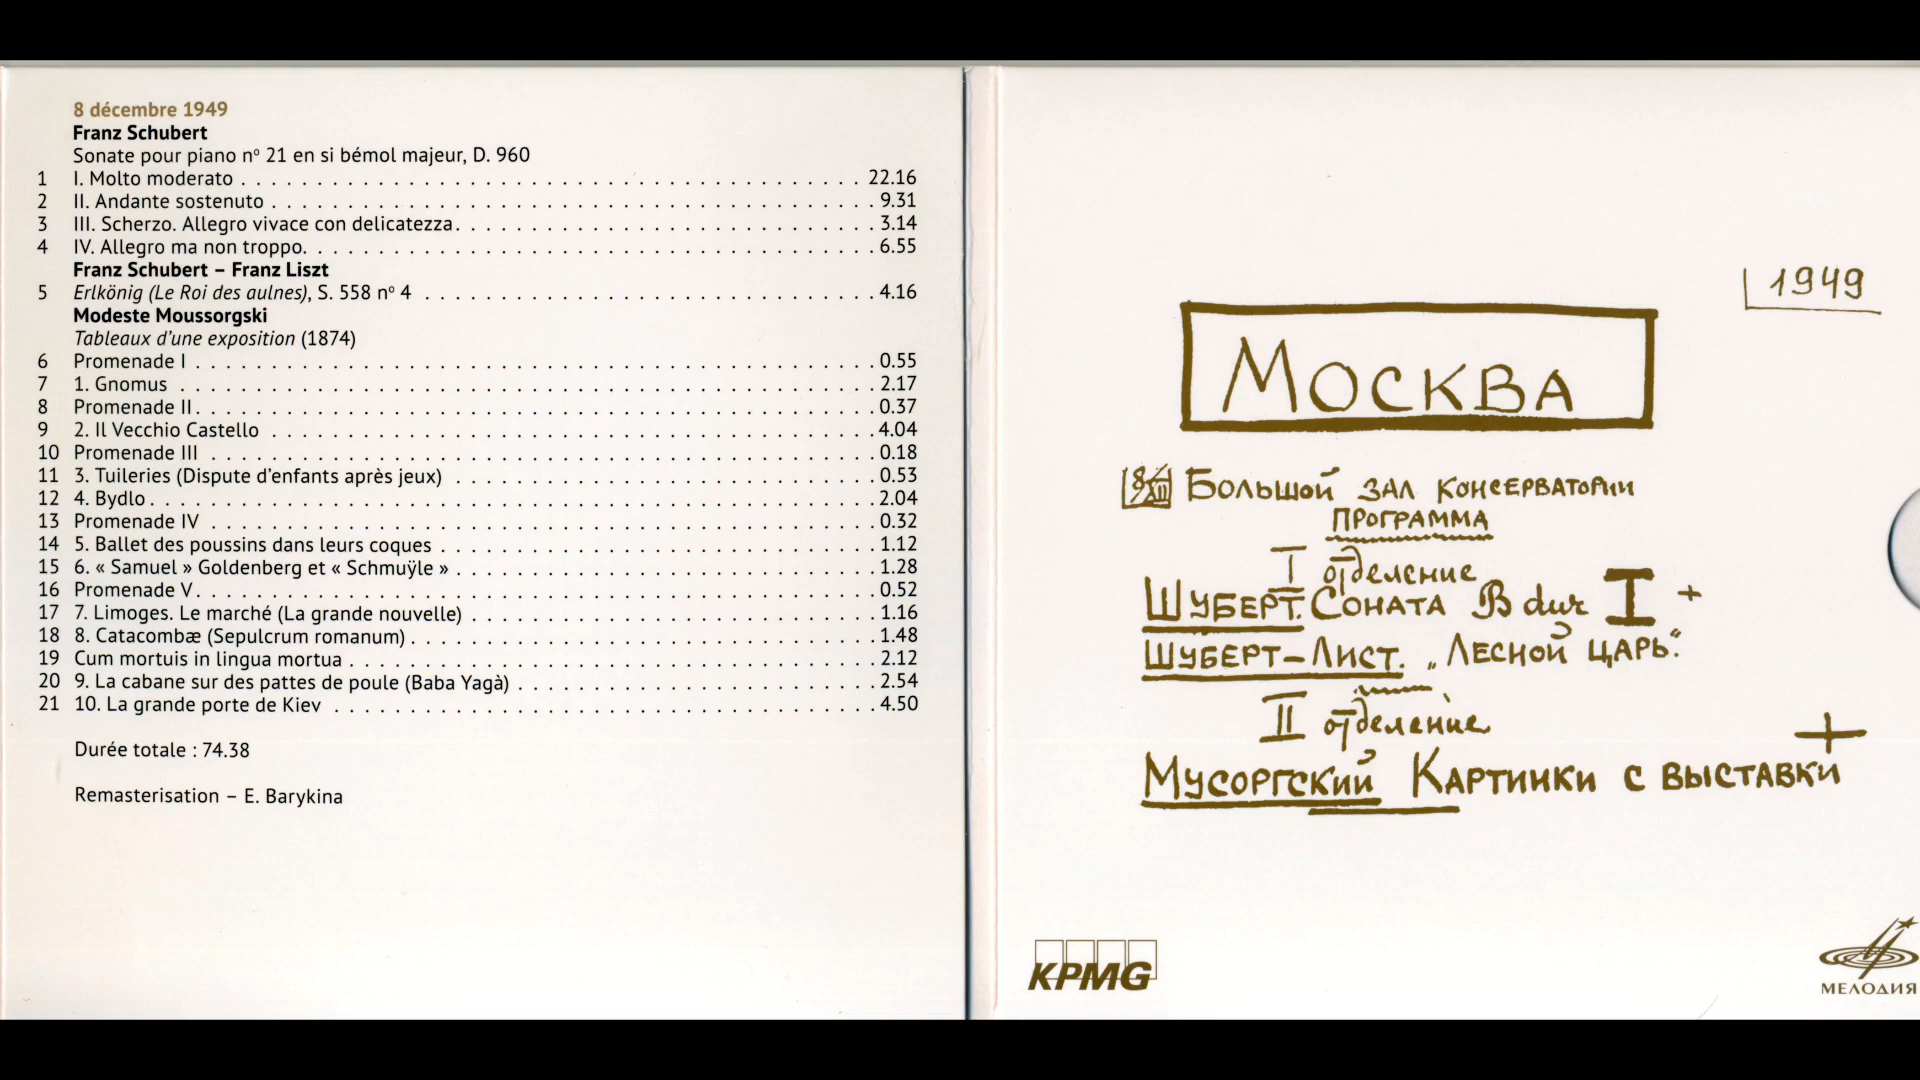 8 décembre 1949
Franz Schubert
Sonate pour piano nº 21 en si bémol majeur, D. 960
1 I. Molto moderato 22.16
2 II. Andante sostenuto 9.31
3 III. Scherzo. Allegro vivace con delicatezza. 3.14
4 IV. Allegro ma non troppo. 6.55
Franz Schubert – Franz Liszt
5 Erlkönig (Le Roi des aulnes), S. 558 nº 4 4.16
Modeste Moussorgski
Tableaux d’une exposition (1874)
6 Promenade I 0.55
7 1. Gnomus 2.17
8 Promenade II 0.37
9 2. Il Vecchio Castello 4.04
10 Promenade III 0.18
11 3. Tuileries (Dispute d’enfants après jeux) 0.53
12 4. Bydlo 2.04
13 Promenade IV 0.32
14 5. Ballet des poussins dans leurs coques 1.12
15 6. « Samuel » Goldenberg et « Schmuÿle » 1.28
16 Promenade V 0.52
17 7. Limoges. Le marché (La grande nouvelle) 1.16
18 8. Catacombæ (Sepulcrum romanum) 1.48
19 Cum mortuis in lingua mortua 2.12
20 9. La cabane sur des pattes de poule (Baba Yagà) 2.54
21 10. La grande porte de Kiev 4.50
Durée totale : 74.38
Remasterisation – E. Barykina
1949
Москва
8/XII Большой зал консерватории
программа
I отделение
Шуберт. Соната B dur I +
Шуберт–Лист. „Лесной царь.“
II отделение
+
Мусоргский Картинки с выставки
KPMG
МЕЛОДИЯ